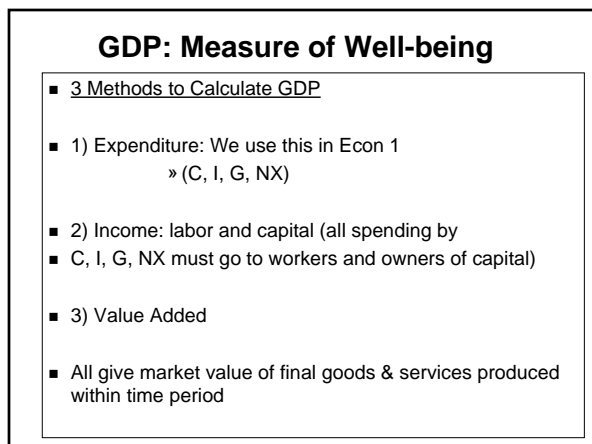 GDP: Measure of Well-being
■ 3 Methods to Calculate GDP
■ 1) Expenditure: We use this in Econ 1
» (C, I, G, NX)
■ 2) Income: labor and capital (all spending by
■ C, I, G, NX must go to workers and owners of capital)
■ 3) Value Added
■ All give market value of final goods & services produced
within time period